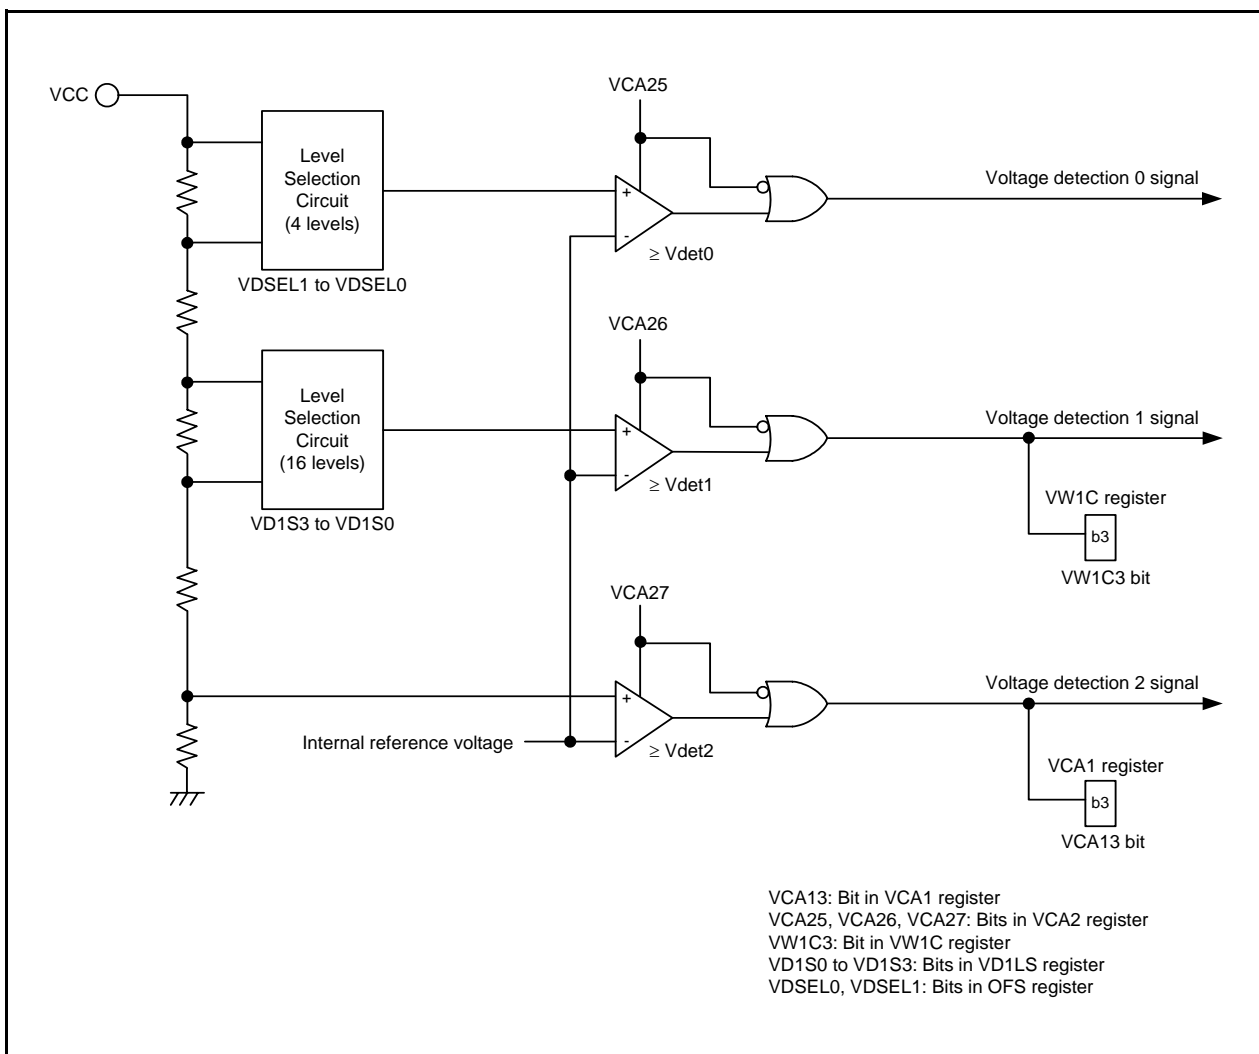 VCC
Level
Selection
Circuit
(4 levels)
VDSEL1 to VDSEL0
VCA25
+
-
≥ Vdet0
Voltage detection 0 signal
Level
Selection
Circuit
(16 levels)
VD1S3 to VD1S0
VCA26
+
-
≥ Vdet1
Voltage detection 1 signal
VW1C register
b3
VW1C3 bit
VCA27
+
-
≥ Vdet2
Internal reference voltage
Voltage detection 2 signal
VCA1 register
b3
VCA13 bit
VCA13: Bit in VCA1 register
VCA25, VCA26, VCA27: Bits in VCA2 register
VW1C3: Bit in VW1C register
VD1S0 to VD1S3: Bits in VD1LS register
VDSEL0, VDSEL1: Bits in OFS register